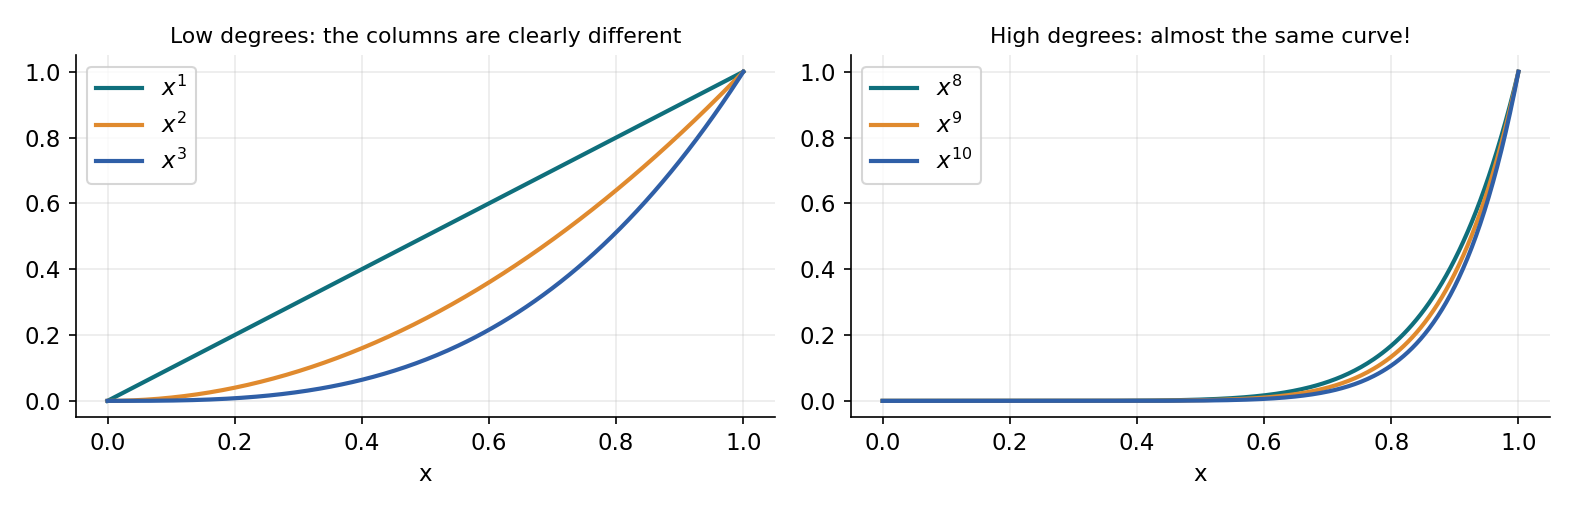 Low degrees: the columns are clearly different
x^1
x^2
x^3
1.0
0.8
0.6
0.4
0.2
0.0
0.0 0.2 0.4 0.6 0.8 1.0
x
High degrees: almost the same curve!
x^8
x^9
x^10
1.0
0.8
0.6
0.4
0.2
0.0
0.0 0.2 0.4 0.6 0.8 1.0
x